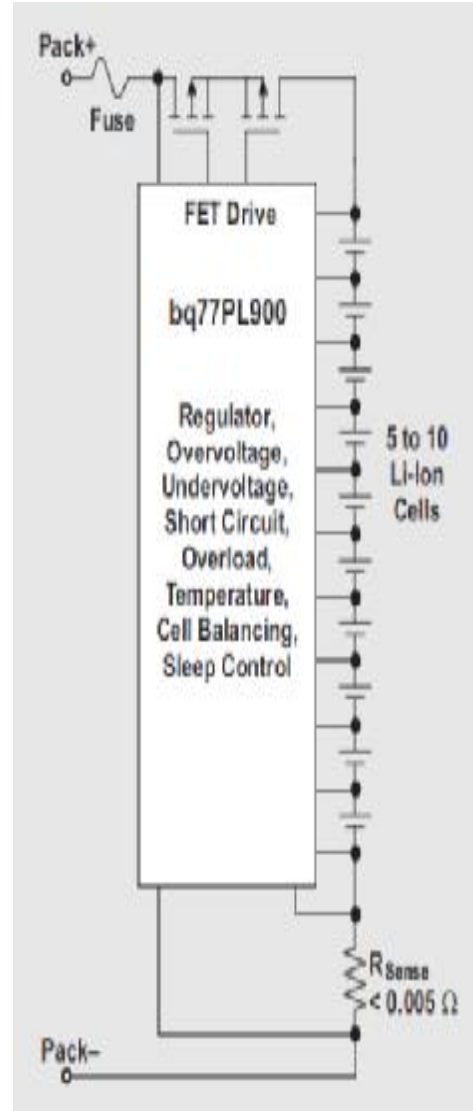 Pack+
Fuse
FET Drive
bq77PL900
Regulator,
Overvoltage,
Undervoltage,
Short Circuit,
Overload,
Temperature,
Cell Balancing,
Sleep Control
5 to 10
Li-Ion
Cells
RSense
< 0.005 Ω
Pack–